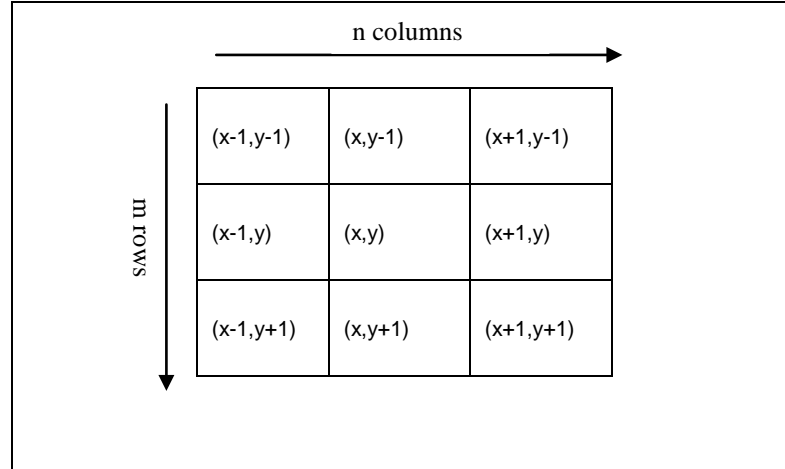 n columns
m rows
(x-1,y-1) (x,y-1) (x+1,y-1)
(x-1,y) (x,y) (x+1,y)
(x-1,y+1) (x,y+1) (x+1,y+1)